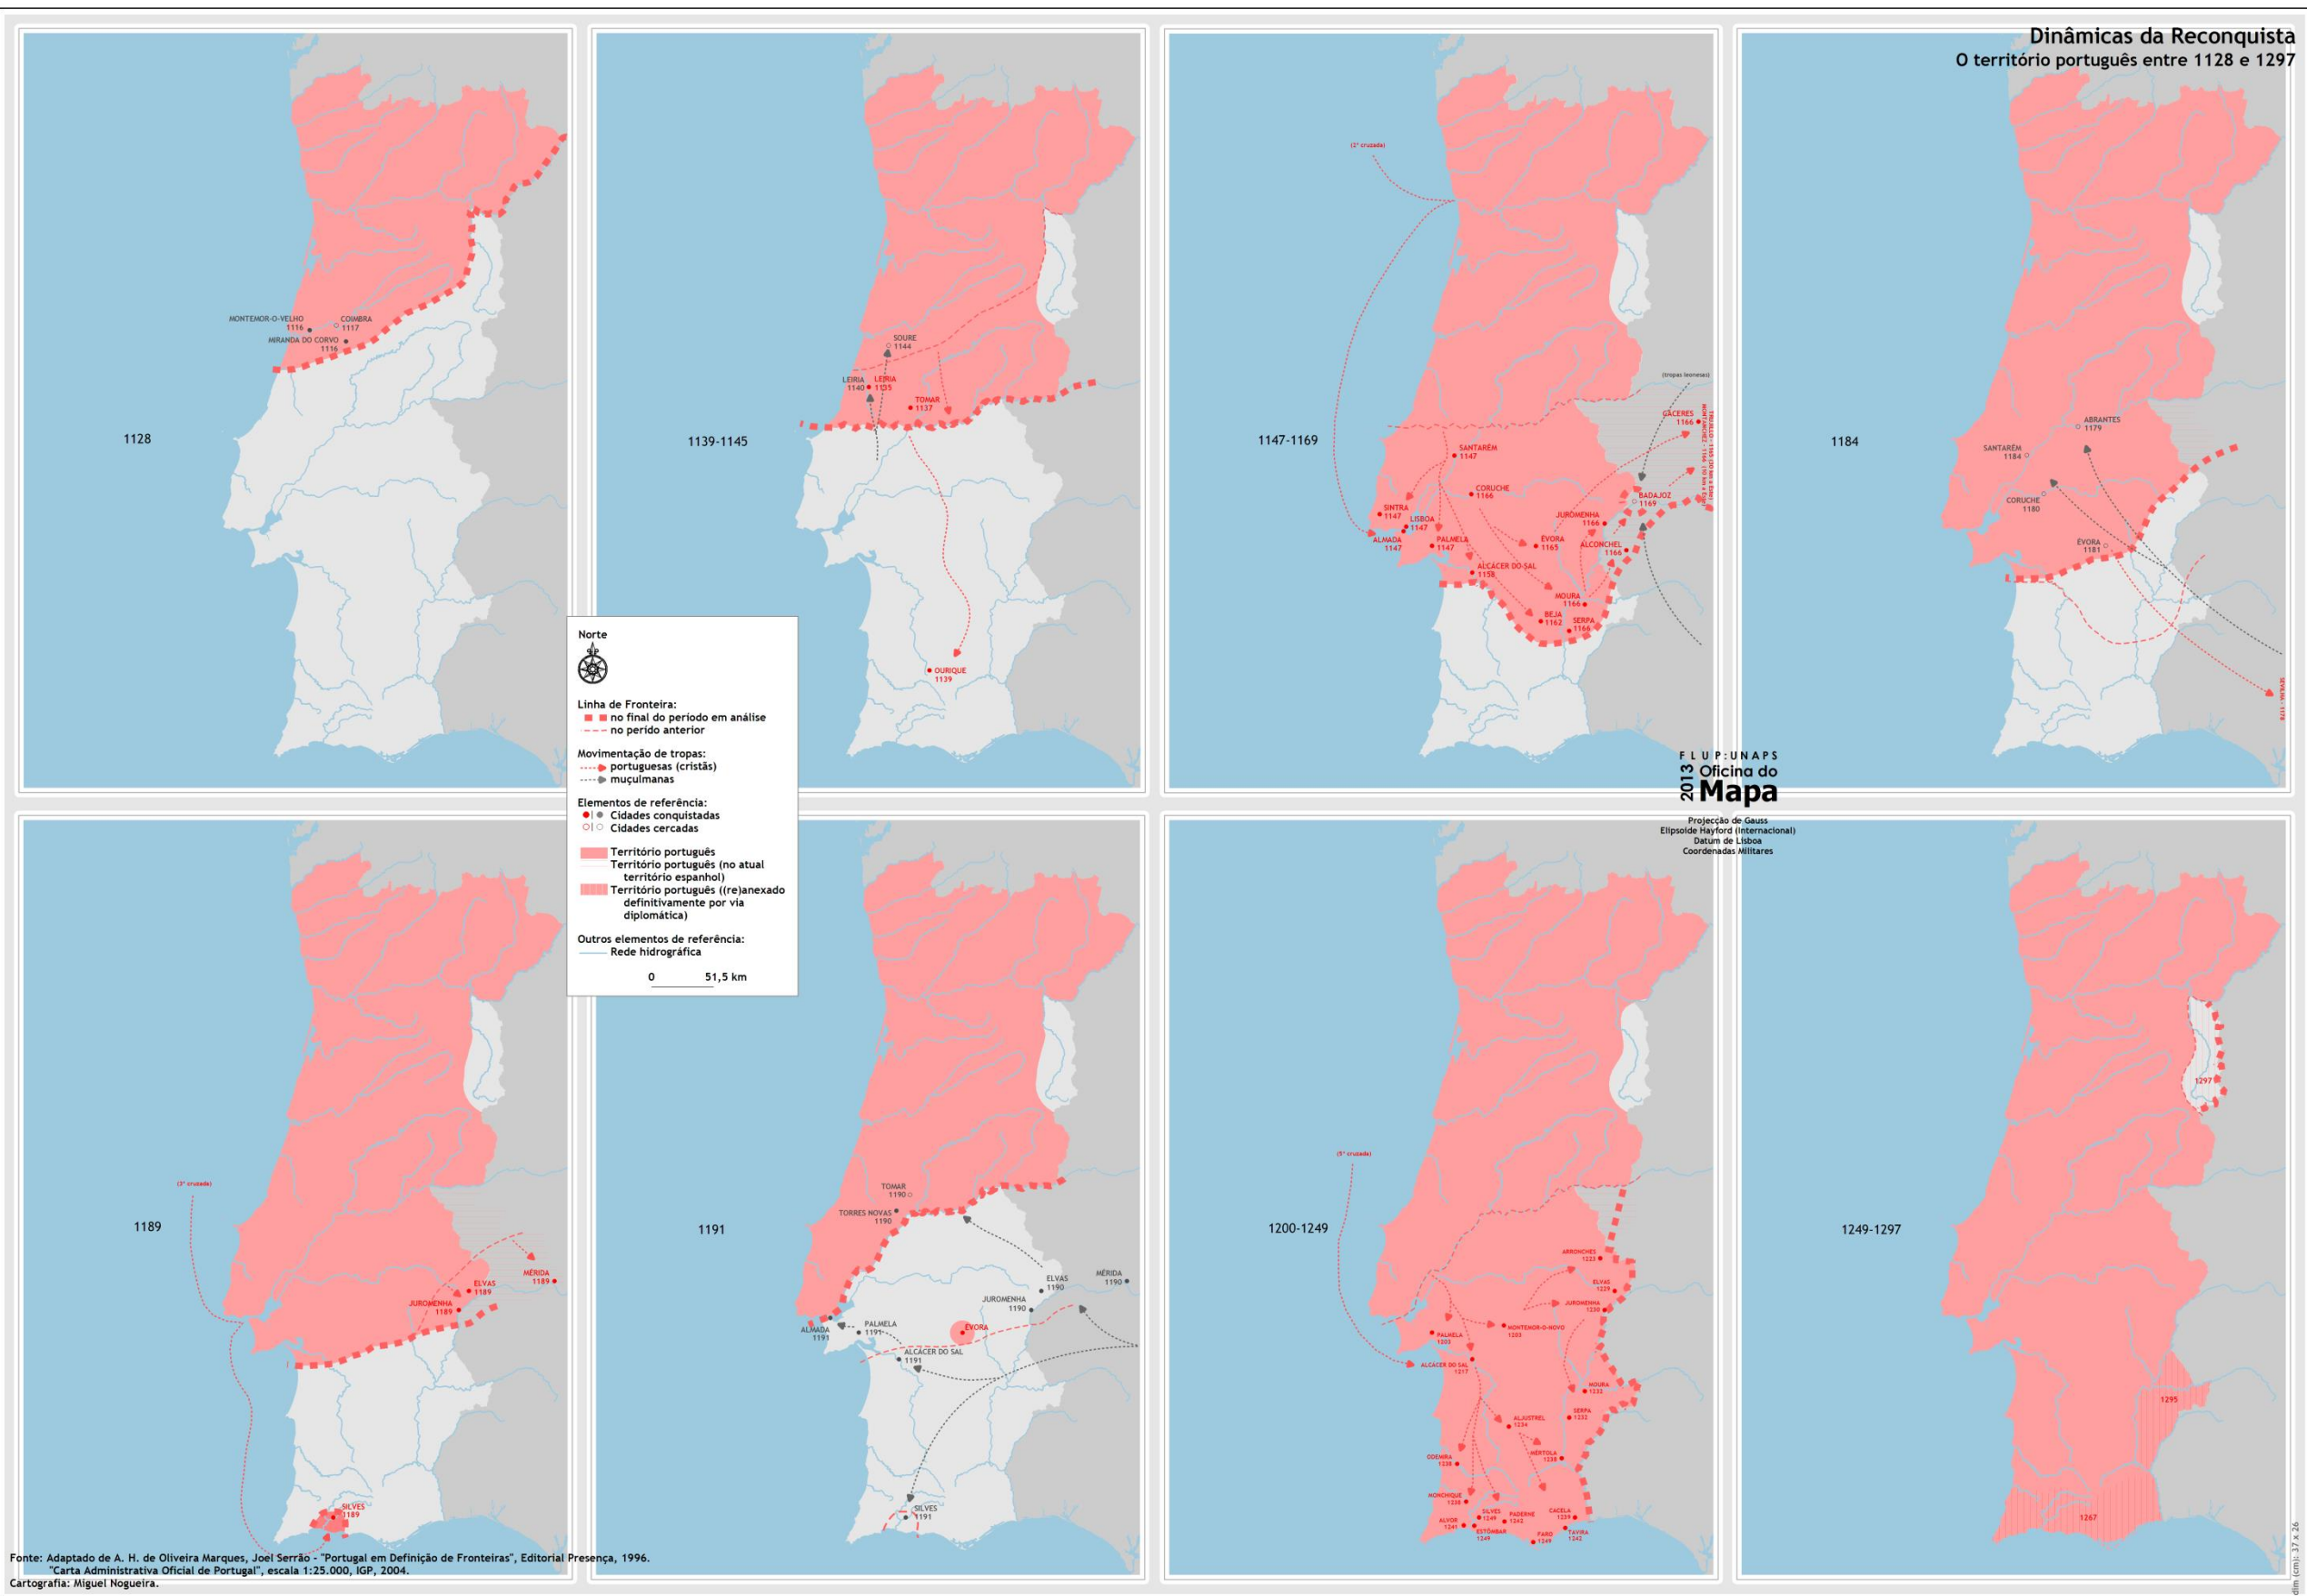 Dinâmicas da Reconquista
O território português entre 1128 e 1297
1128
MONTEMOR-O-VELHO
1116
COIMBRA
1117
MIRANDA DO CORVO
1116
1139-1145
SOURE
1144
LEIRIA
1140
LEIRIA
1135
TOMAR
1137
OURIQUE
1139
1147-1169
(2ª cruzada)
(tropas leonesas)
CÁCERES
1166
SANTARÉM
1147
CORUCHE
1166
BADAJOZ
1169
SINTRA
1147
LISBOA
1147
JUROMENHA
1166
ALMADA
1147
PALMELA
1147
ÉVORA
1165
ALCONCHEL
1166
ALCÁCER DO SAL
1158
MOURA
1166
BEJA
1162
SERPA
1166
1184
ABRANTES
1179
SANTARÉM
1184
CORUCHE
1180
ÉVORA
1181
SEVILHA - 1178
Norte
Linha de Fronteira:
no final do período em análise
no perído anterior
Movimentação de tropas:
portuguesas (cristãs)
muçulmanas
Elementos de referência:
Cidades conquistadas
Cidades cercadas
Território português
Território português (no atual
território espanhol)
Território português ((re)anexado
definitivamente por via
diplomática)
Outros elementos de referência:
Rede hidrográfica
0 51,5 km
FLUP:UNAPS
2013 Oficina do
Mapa
Projecção de Gauss
Elipsoide Hayford (Internacional)
Datum de Lisboa
Coordenadas Militares
1189
(3ª cruzada)
ELVAS
1189
MÉRIDA
1189
JUROMENHA
1189
SILVES
1189
1191
TOMAR
1190
TORRES NOVAS
1190
ELVAS
1190
MÉRIDA
1190
JUROMENHA
1190
ALMADA
1191
PALMELA
1191
ÉVORA
ALCÁCER DO SAL
1191
SILVES
1191
1200-1249
(5ª cruzada)
ARRONCHES
1223
ELVAS
1229
JUROMENHA
1230
MONTEMOR-O-NOVO
1203
PALMELA
1203
ALCÁCER DO SAL
1217
MOURA
1232
SERPA
1232
ALJUSTREL
1234
ODEMIRA
1238
MÉRTOLA
1238
MONCHIQUE
1238
SILVES
1249
PADERNE
1242
CACELA
1239
ALVOR
1241
ESTÔMBAR
1249
FARO
1249
TAVIRA
1242
1249-1297
1297
1295
1267
Fonte: Adaptado de A. H. de Oliveira Marques, Joel Serrão - "Portugal em Definição de Fronteiras", Editorial Presença, 1996.
"Carta Administrativa Oficial de Portugal", escala 1:25.000, IGP, 2004.
Cartografia: Miguel Nogueira.
dim (cm): 37 X 26